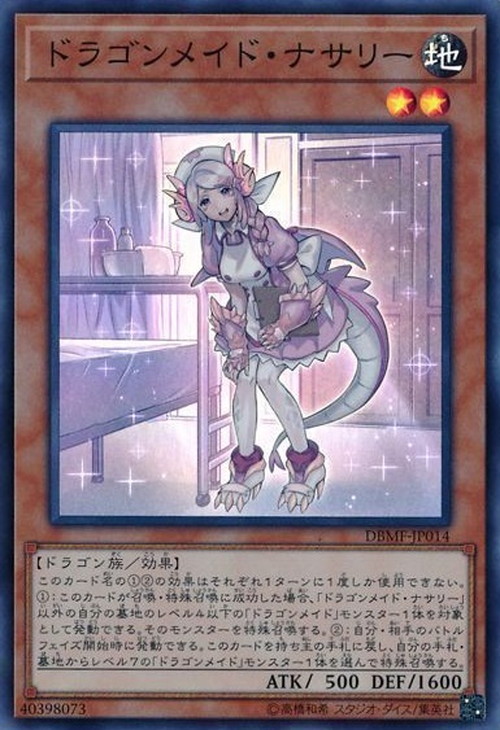 ドラゴンメイド・ナサリー
地
DBMF-JP014
【ドラゴン族/効果】
このカード名の①②の効果はそれぞれ1ターンに1度しか使用できない。
①:このカードが召喚・特殊召喚に成功した場合、「ドラゴンメイド・ナサリー」
以外の自分の墓地のレベル4以下の「ドラゴンメイド」モンスター1体を対象
として発動できる。そのモンスターを特殊召喚する。②:自分・相手のバトル
フェイズ開始時に発動できる。このカードを持ち主の手札に戻し、自分の手札・
墓地からレベル7の「ドラゴンメイド」モンスター1体を選んで特殊召喚する。
ATK/ 500 DEF/1600
40398073
©高橋和希 スタジオ・ダイス/集英社